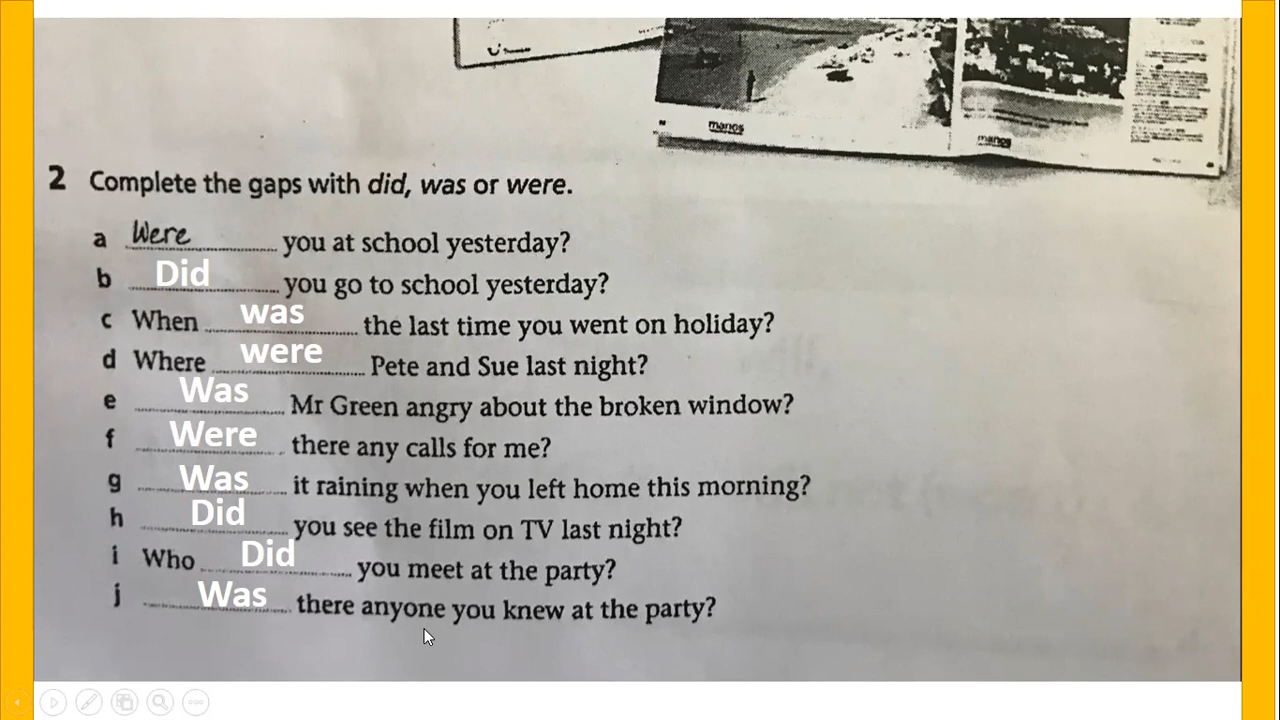 manos
manos
2 Complete the gaps with did, was or were.
a Were you at school yesterday?
b Did you go to school yesterday?
c When was the last time you went on holiday?
d Where were Pete and Sue last night?
e Was Mr Green angry about the broken window?
f Were there any calls for me?
g Was it raining when you left home this morning?
h Did you see the film on TV last night?
i Who Did you meet at the party?
j Was there anyone you knew at the party?